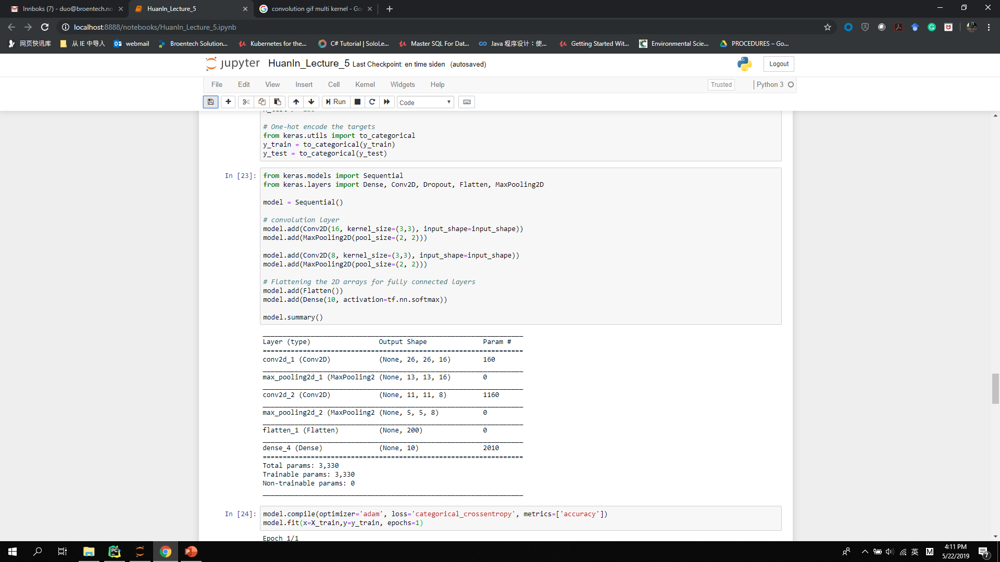 Innboks (7) - duo@broentech.no
HuanIn_Lecture_5
convolution gif multi kernel - Go
localhost:8888/notebooks/HuanIn_Lecture_5.ipynb
网页快讯库
从 IE 中导入
webmail
Broentech Solution...
Kubernetes for the...
C# Tutorial | SoloLe...
Master SQL For Dat...
Java 程序设计：使...
Getting Started Wit...
Environmental Scie...
PROCEDURES – Go...
jupyter HuanIn_Lecture_5 Last Checkpoint: en time siden (autosaved)
Logout
File Edit View Insert Cell Kernel Widgets Help
Trusted Python 3
Run Code
# One-hot encode the targets
from keras.utils import to_categorical
y_train = to_categorical(y_train)
y_test = to_categorical(y_test)
In [23]:
from keras.models import Sequential
from keras.layers import Dense, Conv2D, Dropout, Flatten, MaxPooling2D
model = Sequential()
# convolution layer
model.add(Conv2D(16, kernel_size=(3,3), input_shape=input_shape))
model.add(MaxPooling2D(pool_size=(2, 2)))
model.add(Conv2D(8, kernel_size=(3,3), input_shape=input_shape))
model.add(MaxPooling2D(pool_size=(2, 2)))
# Flattening the 2D arrays for fully connected layers
model.add(Flatten())
model.add(Dense(10, activation=tf.nn.softmax))
model.summary()
Layer (type) Output Shape Param #
=================================================================
conv2d_1 (Conv2D) (None, 26, 26, 16) 160
max_pooling2d_1 (MaxPooling2 (None, 13, 13, 16) 0
conv2d_2 (Conv2D) (None, 11, 11, 8) 1160
max_pooling2d_2 (MaxPooling2 (None, 5, 5, 8) 0
flatten_1 (Flatten) (None, 200) 0
dense_4 (Dense) (None, 10) 2010
=================================================================
Total params: 3,330
Trainable params: 3,330
Non-trainable params: 0
In [24]:
model.compile(optimizer='adam', loss='categorical_crossentropy', metrics=['accuracy'])
model.fit(x=X_train,y=y_train, epochs=1)
Epoch 1/1
英
M
4:11 PM
5/22/2019
7